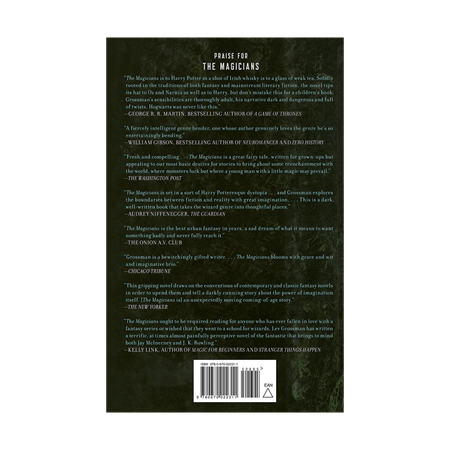 PRAISE FOR
THE MAGICIANS
"The Magicians is to Harry Potter as a shot of Irish whisky is to a glass of weak tea. Solidly
rooted in the traditions of both fantasy and mainstream literary fiction, the novel tips
its hat to Oz and Narnia as well as to Harry, but don't mistake this for a children's book.
Grossman's sensibilities are thoroughly adult, his narrative dark and dangerous and full
of twists. Hogwarts was never like this."
—GEORGE R. R. MARTIN, BESTSELLING AUTHOR OF A GAME OF THRONES
"A fiercely intelligent genre bender, one whose author genuinely loves the genre he's so
entertainingly bending."
—WILLIAM GIBSON, BESTSELLING AUTHOR OF NEUROMANCER AND ZERO HISTORY
"Fresh and compelling . . . The Magicians is a great fairy tale, written for grown-ups but
appealing to our most basic desires for stories to bring about some reenchantment with
the world, where monsters lurk but where a young man with a little magic may prevail."
—THE WASHINGTON POST
"The Magicians is set in a sort of Harry Potteresque dystopia . . . and Grossman explores
the boundaries between fiction and reality with great imagination. . . . This is a dark,
well-written book that takes the wizard genre into thoughtful places."
—AUDREY NIFFENEGGER, THE GUARDIAN
"The Magicians is the best urban fantasy in years, a sad dream of what it means to want
something badly and never fully reach it."
—THE ONION A.V. CLUB
"Grossman is a bewitchingly gifted writer. . . . The Magicians blooms with grace and wit
and imaginative brio."
—CHICAGO TRIBUNE
"This gripping novel draws on the conventions of contemporary and classic fantasy novels
in order to upend them and tell a darkly cunning story about the power of imagination
itself. [The Magicians is] an unexpectedly moving coming-of-age story."
—THE NEW YORKER
"The Magicians ought to be required reading for anyone who has ever fallen in love with a
fantasy series or wished that they went to a school for wizards. Lev Grossman has written
a terrific, at times almost painfully perceptive novel of the fantastic that brings to mind
both Jay McInerney and J. K. Rowling."
—KELLY LINK, AUTHOR OF MAGIC FOR BEGINNERS AND STRANGER THINGS HAPPEN
ISBN 978-0-670-02231-1
9 780670 022311
EAN